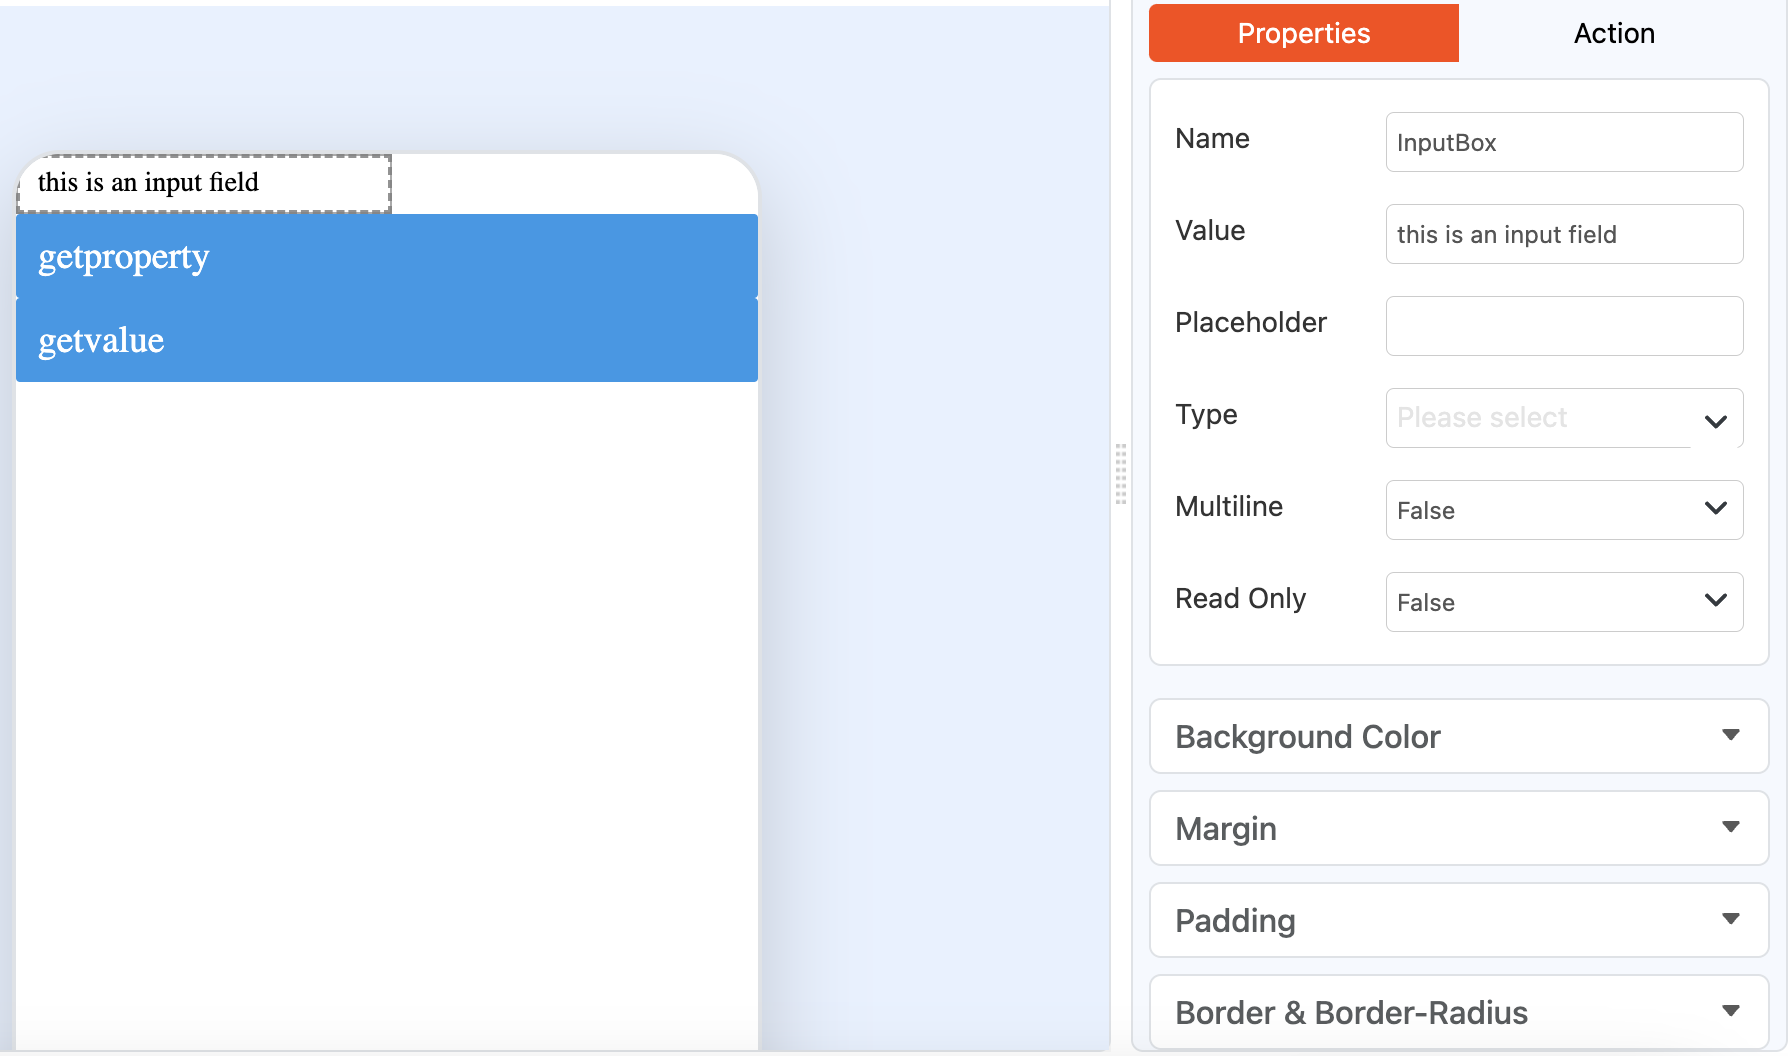 Properties
Action
this is an input field
getproperty
getvalue
Name
InputBox
Value
this is an input field
Placeholder
Type
Please select
Multiline
False
Read Only
False
Background Color
Margin
Padding
Border & Border-Radius